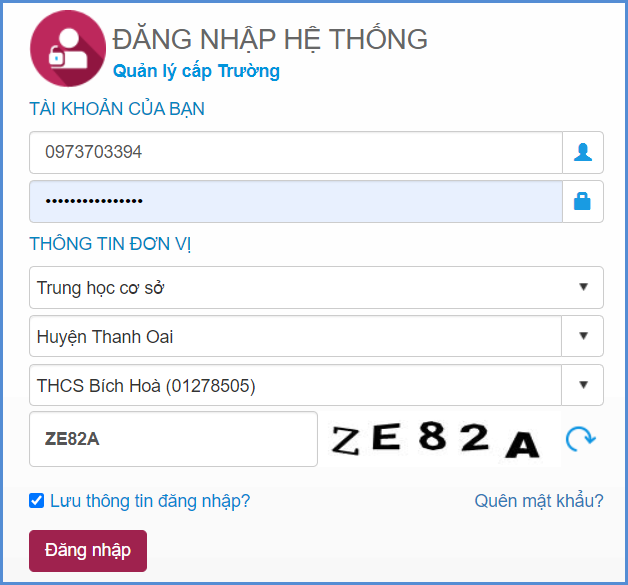 ĐĂNG NHẬP HỆ THỐNG
Quản lý cấp Trường
TÀI KHOẢN CỦA BẠN
0973703394
••••••••••••••••
THÔNG TIN ĐƠN VỊ
Trung học cơ sở
Huyện Thanh Oai
THCS Bích Hoà (01278505)
ZE82A ZE82A
Lưu thông tin đăng nhập? Quên mật khẩu?
Đăng nhập